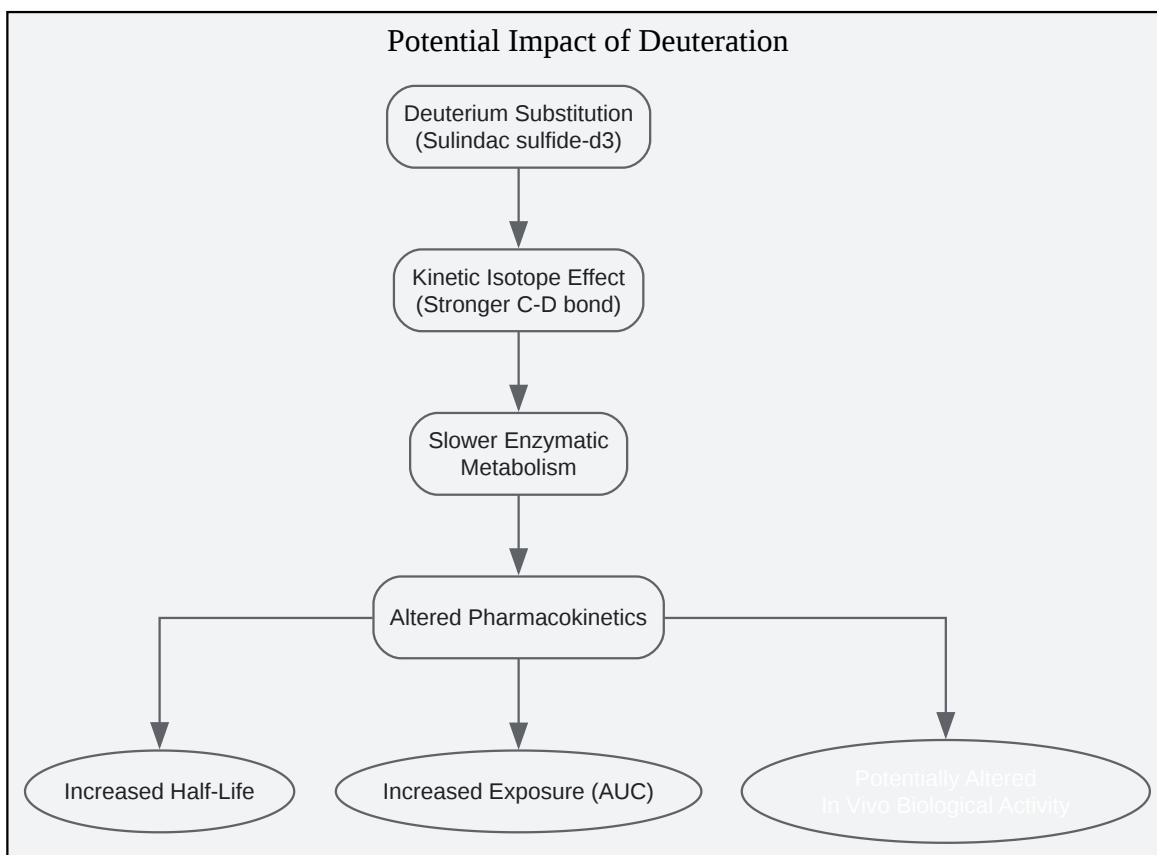 Potential Impact of Deuteration
Deuterium Substitution
(Sulindac sulfide-d3)
Kinetic Isotope Effect
(Stronger C-D bond)
Slower Enzymatic
Metabolism
Altered Pharmacokinetics
Increased Half-Life
Increased Exposure (AUC)
Potentially Altered
In Vivo Biological Activity